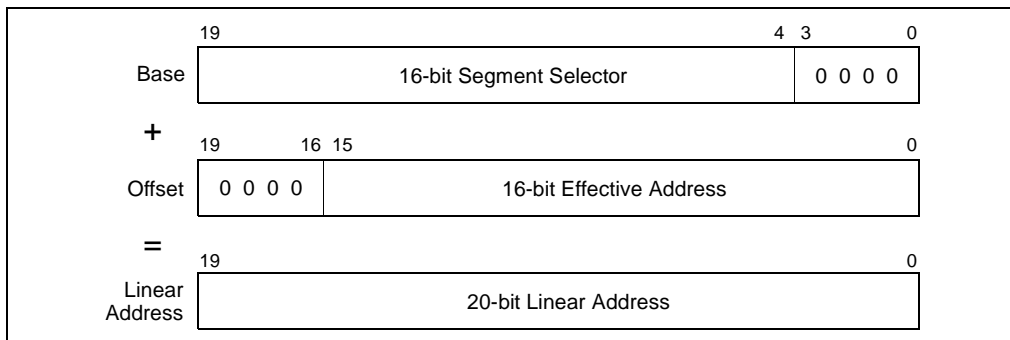 19 4 3 0
Base 16-bit Segment Selector 0 0 0 0
+
19 16 15 0
Offset 0 0 0 0 16-bit Effective Address
=
19 0
Linear
Address 20-bit Linear Address